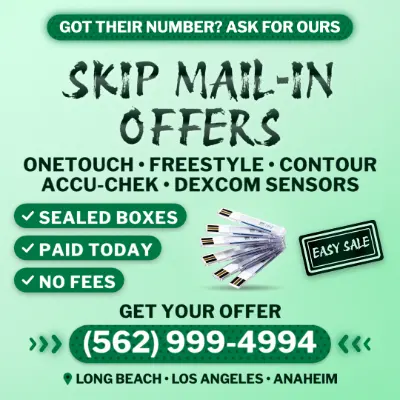 GOT THEIR NUMBER? ASK FOR OURS
SKIP MAIL-IN
OFFERS
ONETOUCH • FREESTYLE • CONTOUR
ACCU-CHEK • DEXCOM SENSORS
SEALED BOXES
PAID TODAY
NO FEES
EASY SALE
GET YOUR OFFER
(562) 999-4994
LONG BEACH • LOS ANGELES • ANAHEIM